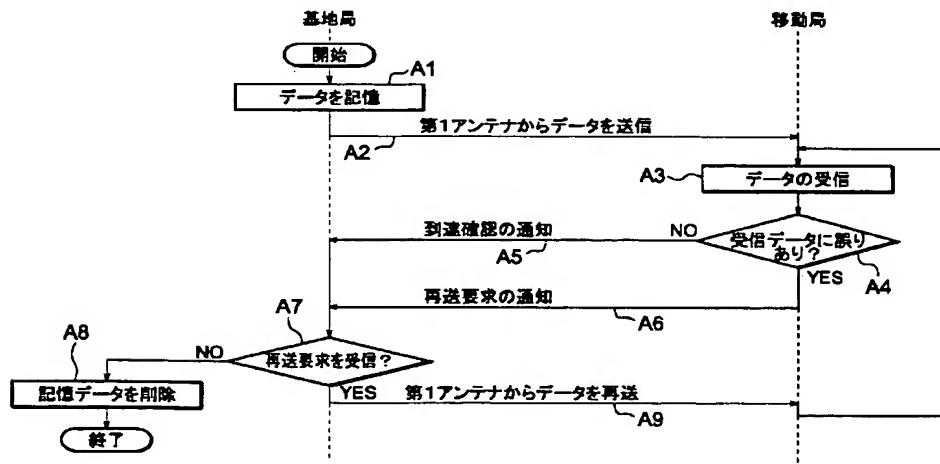 基地局
移動局
開始
A1
データを記憶
第1アンテナからデータを送信
A2
A3
データの受信
到達確認の通知
NO
A5
受信データに誤り
あり?
YES
A4
再送要求の通知
A6
A7
A8
NO
再送要求を受信?
記憶データを削除
YES
第1アンテナからデータを再送
A9
終了